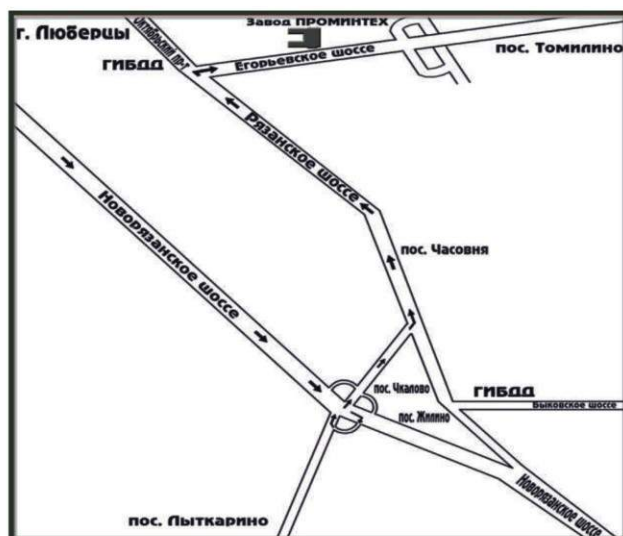 Завод ПРОМИНТЕХ
г. Люберцы
Октябрьский пр-т
Егорьевское шоссе
пос. Томилино
ГИБДД
Рязанское шоссе
Новорязанское шоссе
пос. Часовня
пос. Чкалово
ГИБДД
Быковское шоссе
пос. Жилино
Новорязанское шоссе
пос. Лыткарино